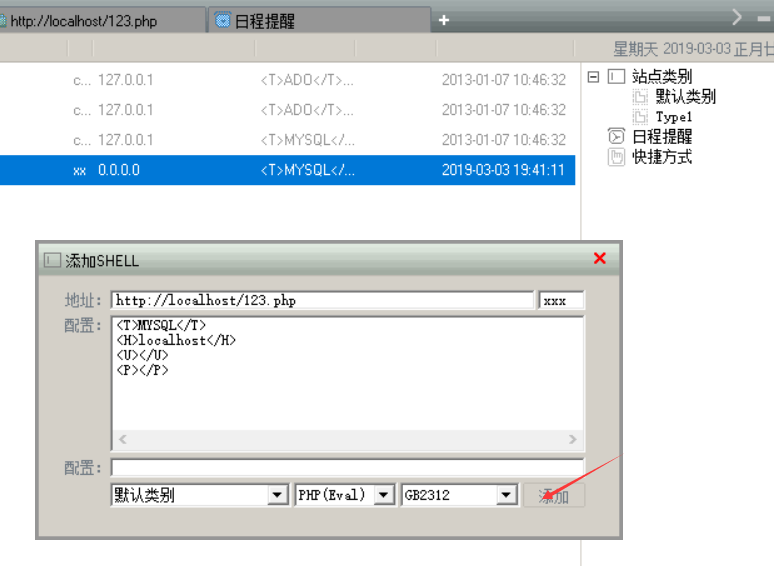 http://localhost/123.php 日程提醒 +
星期天 2019-03-03 正月廿
c... 127.0.0.1 <T>ADO</T>... 2013-01-07 10:46:32
c... 127.0.0.1 <T>ADO</T>... 2013-01-07 10:46:32
c... 127.0.0.1 <T>MYSQL</... 2013-01-07 10:46:32
xx 0.0.0.0 <T>MYSQL</... 2019-03-03 19:41:11
站点类别
默认类别
Type1
日程提醒
快捷方式
添加SHELL
地址: http://localhost/123.php xxx
配置: <T>MYSQL</T>
<H>localhost</H>
<U></U>
<P></P>
配置:
默认类别 PHP(Eval) GB2312 添加